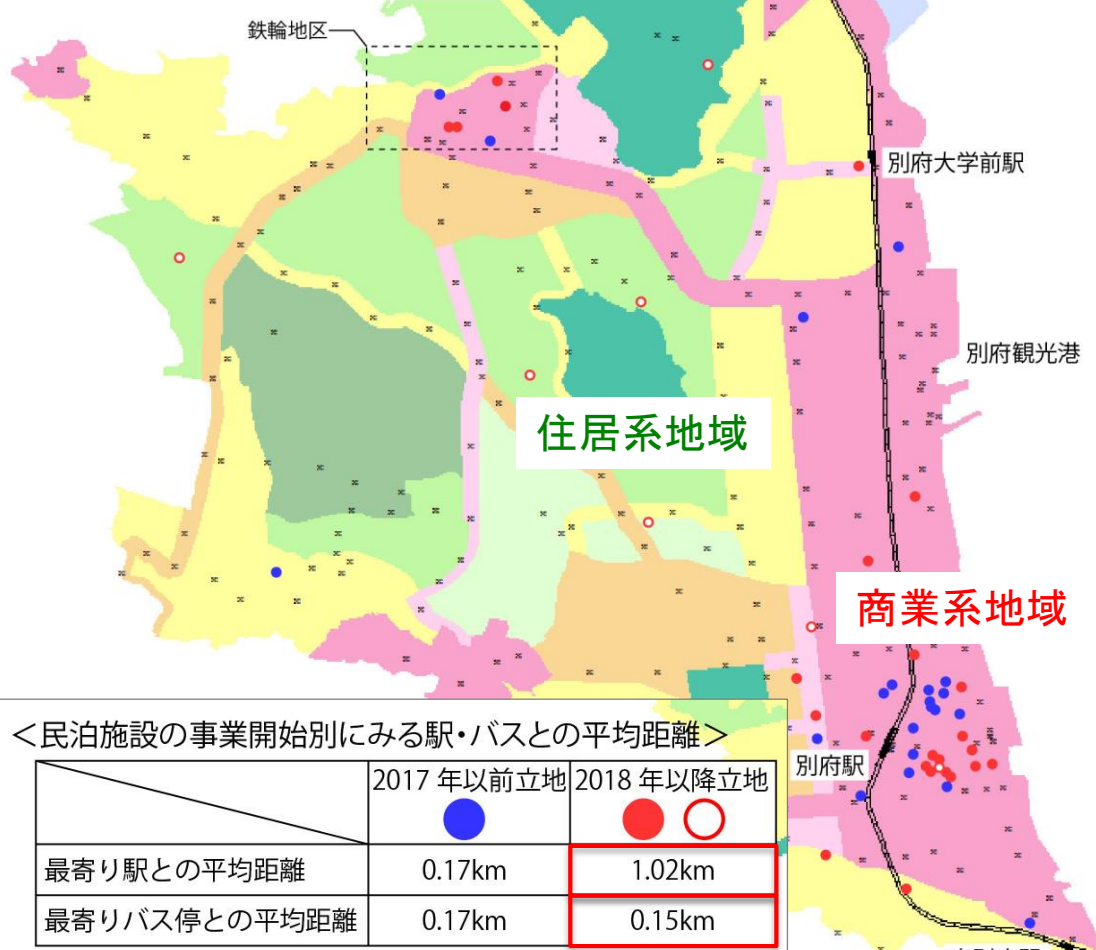 鉄輪地区
別府大学前駅
別府観光港
住居系地域
商業系地域
別府駅
＜民泊施設の事業開始別にみる駅・バスとの平均距離＞
2017 年以前立地 2018 年以降立地
最寄り駅との平均距離 0.17km 1.02km
最寄りバス停との平均距離 0.17km 0.15km